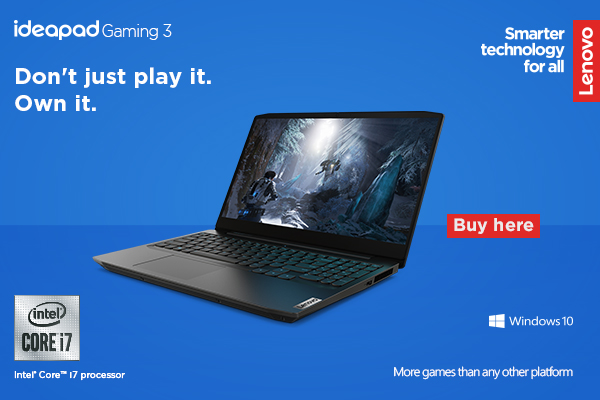 ideapad Gaming 3
Smarter
technology
for all
Lenovo
Don't just play it.
Own it.
Buy here
Lenovo
intel
CORE i7
Intel® Core™ i7 processor
Windows 10
More games than any other platform